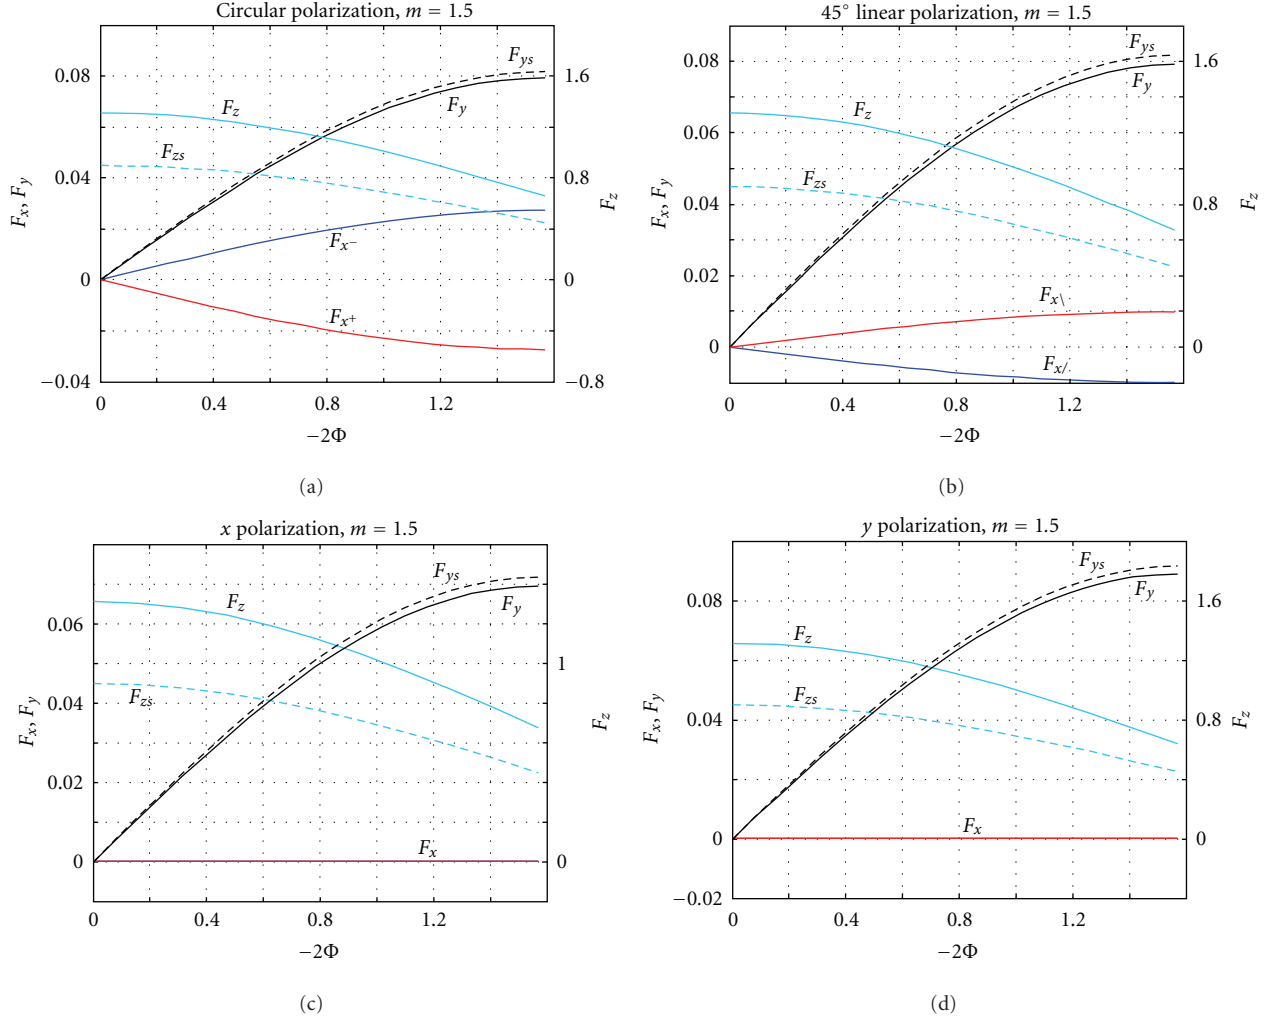 Circular polarization, m = 1.5
0.08
0.04
0
−0.04
1.6
0.8
0
−0.8
F_x, F_y
F_z
F_ys
F_y
F_z
F_zs
F_x−
F_x+
0 0.4 0.8 1.2
−2Φ
(a)
45° linear polarization, m = 1.5
0.08
0.06
0.04
0.02
0
1.6
0.8
0
F_x, F_y
F_z
F_ys
F_y
F_z
F_zs
F_x\
F_x/
0 0.4 0.8 1.2
−2Φ
(b)
x polarization, m = 1.5
0.06
0.04
0.02
0
1
0
F_x, F_y
F_z
F_ys
F_y
F_z
F_zs
F_x
0 0.4 0.8 1.2
−2Φ
(c)
y polarization, m = 1.5
0.08
0.04
0
−0.02
1.6
0.8
0
F_x, F_y
F_z
F_ys
F_y
F_z
F_zs
F_x
0 0.4 0.8 1.2
−2Φ
(d)